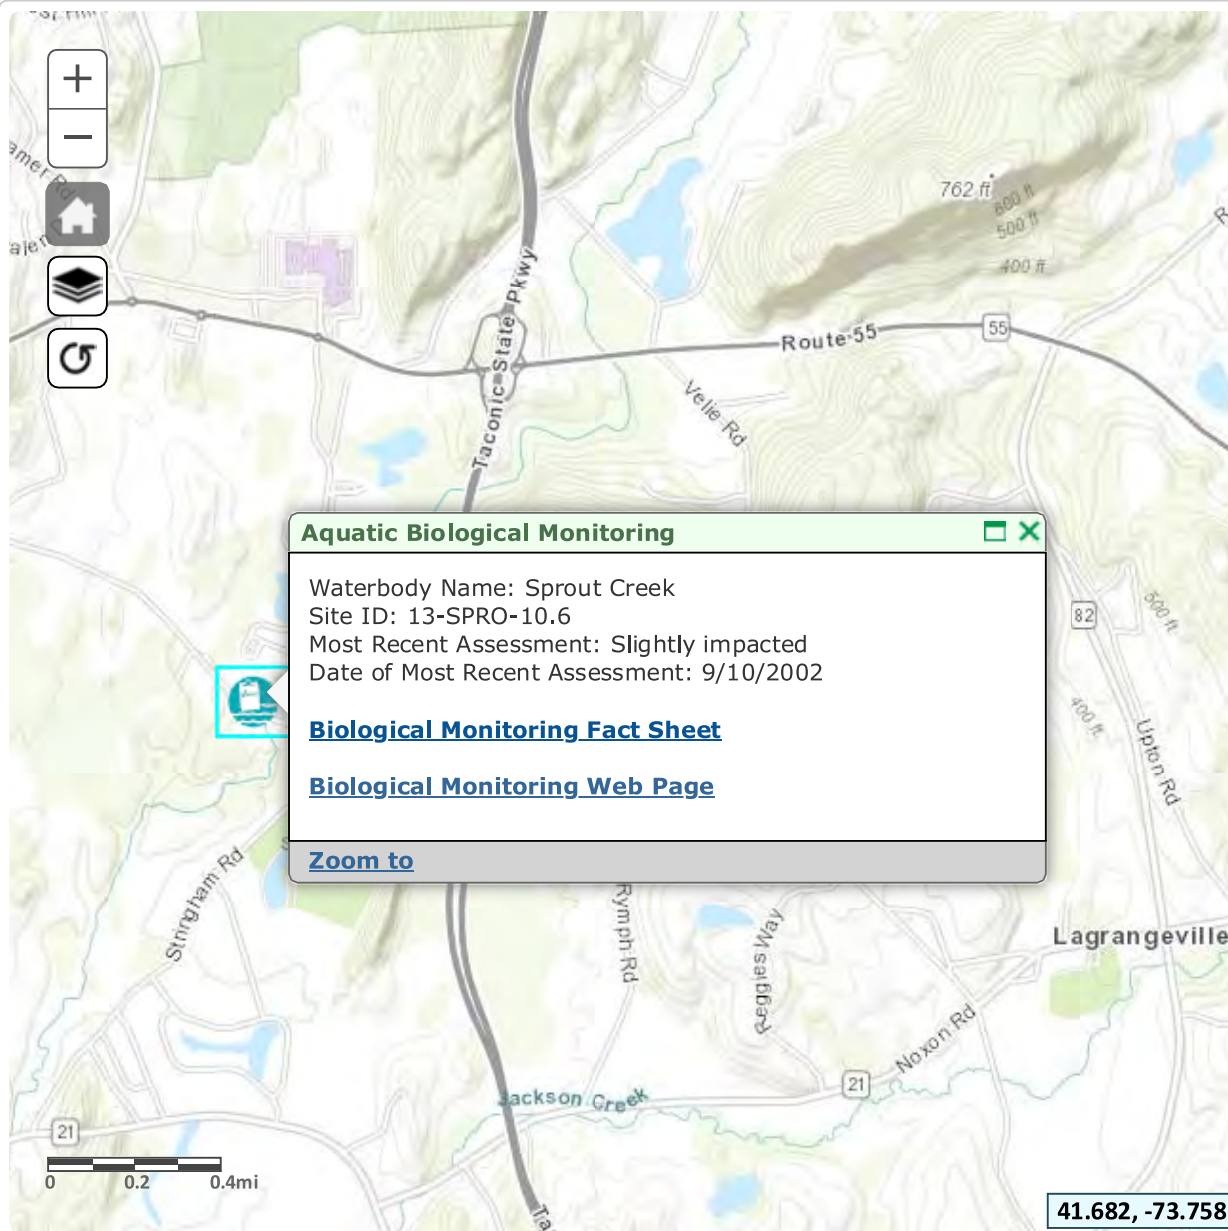 762 ft
600 ft
500 ft
400 ft
Taconic State Pkwy
Route 55
55
Velie Rd
Aquatic Biological Monitoring
Waterbody Name: Sprout Creek
Site ID: 13-SPRO-10.6
Most Recent Assessment: Slightly impacted
Date of Most Recent Assessment: 9/10/2002
Biological Monitoring Fact Sheet
Biological Monitoring Web Page
Zoom to
500 ft
82
400 ft
Upton Rd
Stringham Rd
Rymph Rd
Reggies Way
Lagrangeville
Noxon Rd
21
Jackson Creek
21
0 0.2 0.4mi
Ta
41.682, -73.758